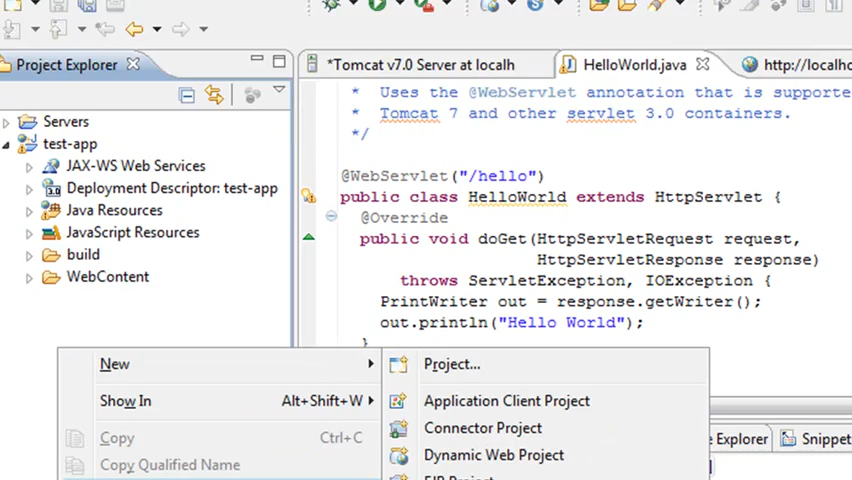 Project Explorer
*Tomcat v7.0 Server at localh
HelloWorld.java
http://localho
Servers
test-app
JAX-WS Web Services
3.0
Deployment Descriptor: test-app
Java Resources
JavaScript Resources
build
WebContent
* Uses the @WebServlet annotation that is supporte
* Tomcat 7 and other servlet 3.0 containers.
*/
@WebServlet("/hello")
public class HelloWorld extends HttpServlet {
@Override
public void doGet(HttpServletRequest request,
HttpServletResponse response)
throws ServletException, IOException {
PrintWriter out = response.getWriter();
out.println("Hello World");
}
New
Show In Alt+Shift+W
Copy Ctrl+C
Copy Qualified Name
Project...
Application Client Project
Connector Project
Dynamic Web Project
EJB Project
e Explorer
Snippet